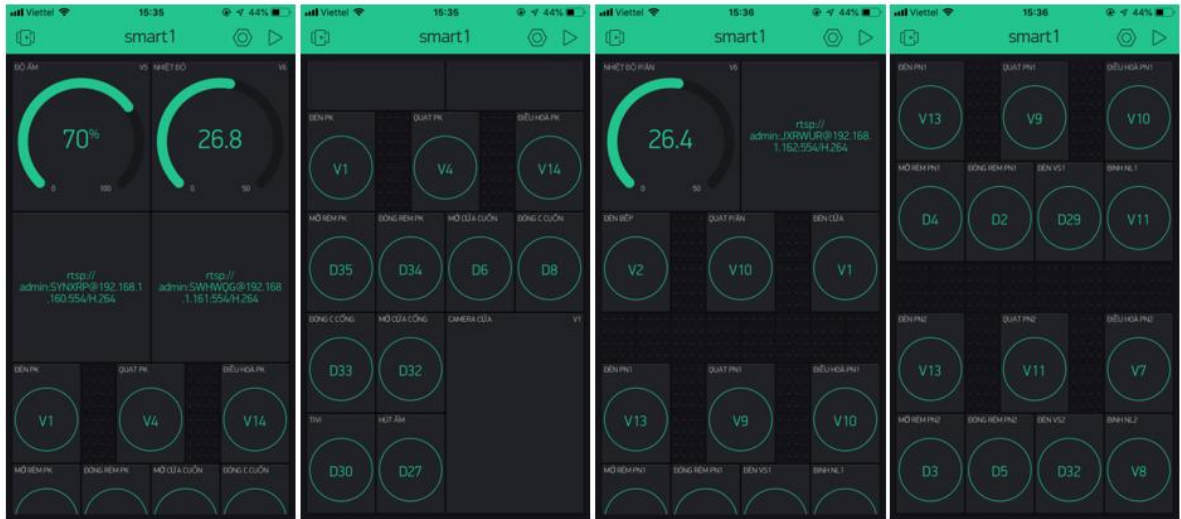 Viettel 15:35 44%
smart1
ĐỘ ẨM V5 NHIỆT ĐỘ V6
70% 26.8
0 100 0 50
rtsp://
admin:SYNXRP@192.168.1
.160:554/H.264
rtsp://
admin:SWHWQG@192.168
.1.161:554/H.264
ĐÈN PK QUẠT PK ĐIỀU HOÀ PK
V1 V4 V14
MỞ RÈM PK ĐÓNG RÈM PK MỞ CỬA CUỐN ĐÓNG C CUỐN
Viettel 15:35 44%
smart1
ĐÈN PK QUẠT PK ĐIỀU HOÀ PK
V1 V4 V14
MỞ RÈM PK ĐÓNG RÈM PK MỞ CỬA CUỐN ĐÓNG C CUỐN
D35 D34 D6 D8
ĐÓNG C CỔNG MỞ CỬA CỔNG CAMERA CỬA V1
D33 D32
TIVI HÚT ẨM
D30 D27
Viettel 15:36 44%
smart1
NHIỆT ĐỘ P/ĂN V6
26.4
0 50
rtsp://
admin:JXRWUR@192.168.
1.162:554/H.264
ĐÈN BẾP QUẠT P/ĂN ĐÈN CỬA
V2 V10 V1
ĐÈN PN1 QUẠT PN1 ĐIỀU HOÀ PN1
V13 V9 V10
MỞ RÈM PN1 ĐÓNG RÈM PN1 ĐÈN VS1 BÌNH NL 1
Viettel 15:36 44%
smart1
ĐÈN PN1 QUẠT PN1 ĐIỀU HOÀ PN1
V13 V9 V10
MỞ RÈM PN1 ĐÓNG RÈM PN1 ĐÈN VS1 BÌNH NL 1
D4 D2 D29 V11
ĐÈN PN2 QUẠT PN2 ĐIỀU HOÀ PN2
V13 V11 V7
MỞ RÈM PN2 ĐÓNG RÈM PN2 ĐÈN VS2 BÌNH NL 2
D3 D5 D32 V8